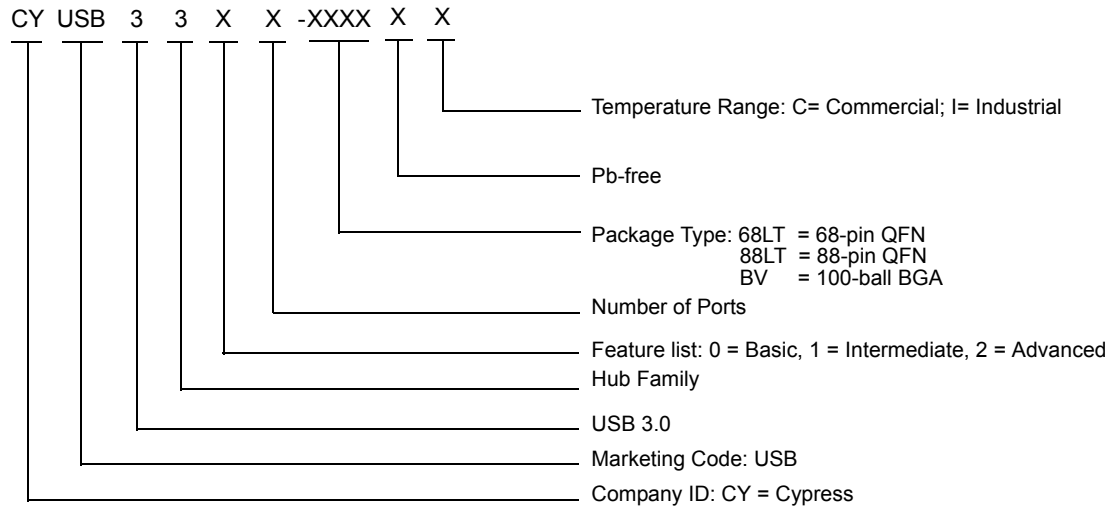 CY USB 3 3 X X -XXXX X X
Temperature Range: C= Commercial; I= Industrial
Pb-free
Package Type: 68LT = 68-pin QFN
88LT = 88-pin QFN
BV = 100-ball BGA
Number of Ports
Feature list: 0 = Basic, 1 = Intermediate, 2 = Advanced
Hub Family
USB 3.0
Marketing Code: USB
Company ID: CY = Cypress